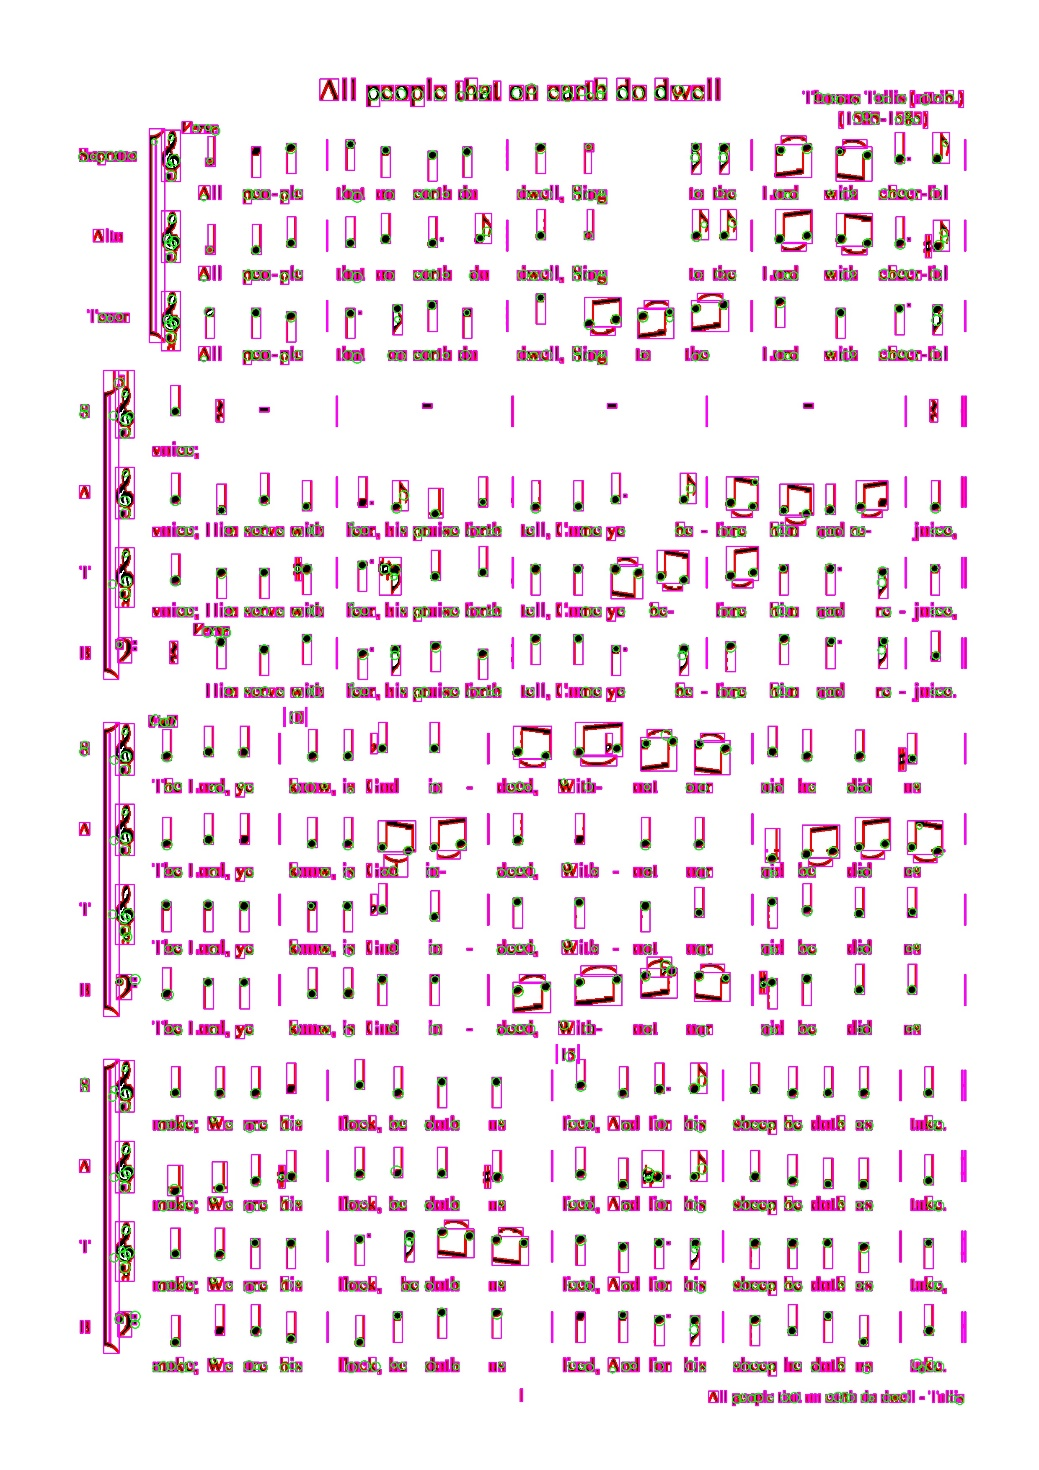 All people that on earth do dwell
Thomas Tallis (attrib.)
(1505-1585)
Verse
Soprano
All peo-ple that on earth do dwell, Sing to the Lord with cheer-ful
Alto
All peo-ple that on earth do dwell, Sing to the Lord with cheer-ful
Tenor
All peo-ple that on earth do dwell, Sing to the Lord with cheer-ful
5
S
voice;
A
voice; Him serve with fear, his praise forth tell, Come ye be - fore him and re- joice,
T
voice; Him serve with fear, his praise forth tell, Come ye be- fore him and re - joice,
Verse
B
Him serve with fear, his praise forth tell, Come ye be - fore him and re - joice.
Full
10
S
The Lord, ye know, is God in - deed, With- out our aid he did us
A
The Lord, ye know, is God in- deed, With - out our aid he did us
T
The Lord, ye know, is God in - deed, With - out our aid he did us
B
The Lord, ye know, is God in - deed, With- out our aid he did us
15
S
make; We are his flock, he doth us feed, And for his sheep he doth us take.
A
make; We are his flock, he doth us feed, And for his sheep he doth us take.
T
make; We are his flock, he doth us feed, And for his sheep he doth us take,
B
make; We are his flock, he doth us feed, And for his sheep he doth us take.
1
All people that on earth do dwell - Tallis